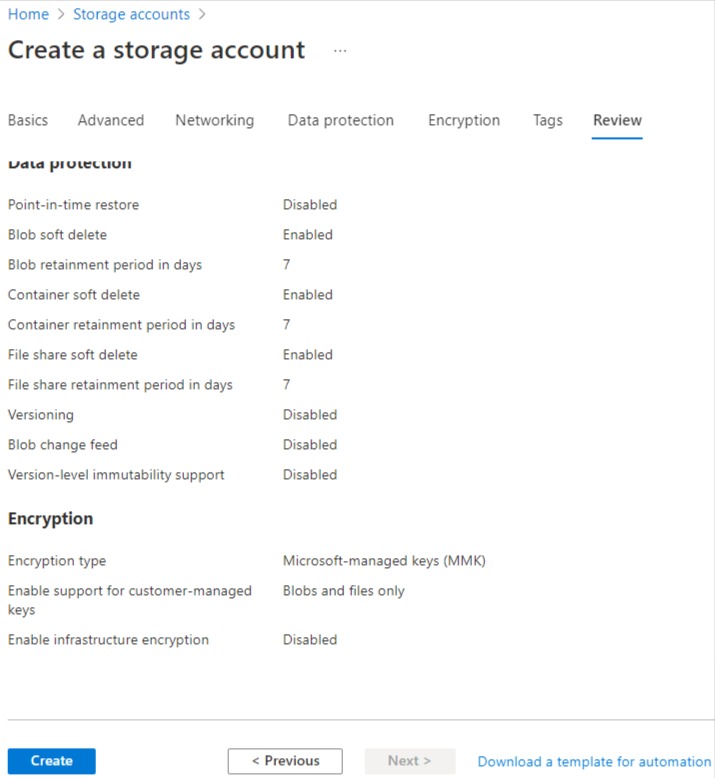 Home > Storage accounts >
Create a storage account ...
Basics Advanced Networking Data protection Encryption Tags Review
Data protection
Point-in-time restore Disabled
Blob soft delete Enabled
Blob retainment period in days 7
Container soft delete Enabled
Container retainment period in days 7
File share soft delete Enabled
File share retainment period in days 7
Versioning Disabled
Blob change feed Disabled
Version-level immutability support Disabled
Encryption
Encryption type Microsoft-managed keys (MMK)
Enable support for customer-managed Blobs and files only
keys
Enable infrastructure encryption Disabled
Create < Previous Next > Download a template for automation